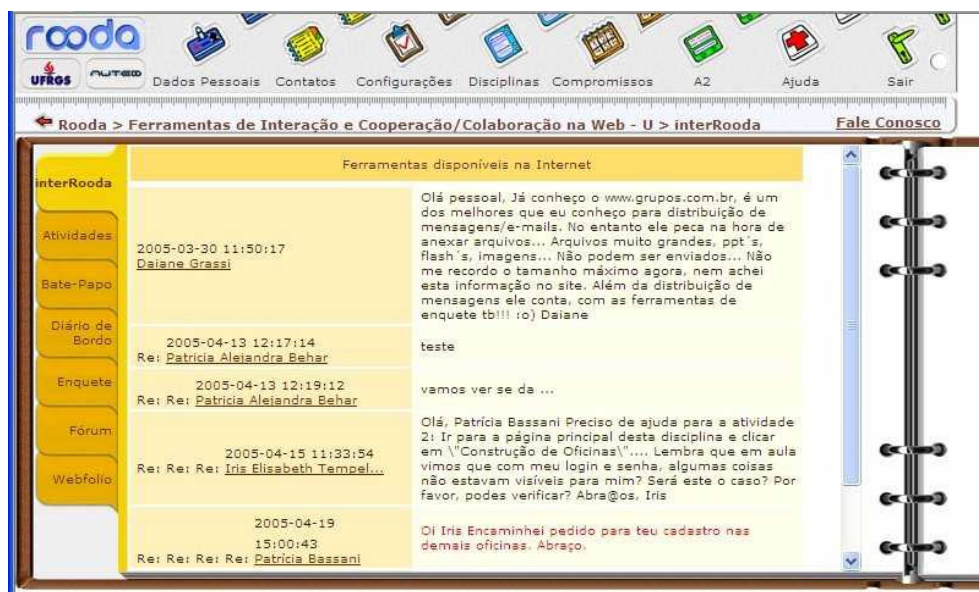 rooda
UFRGS NUTED
Dados Pessoais Contatos Configurações Disciplinas Compromissos A2 Ajuda Sair
Rooda > Ferramentas de Interação e Cooperação/Colaboração na Web - U > interRooda Fale Conosco
interRooda
Atividades
Bate-Papo
Diário de
Bordo
Enquete
Fórum
Webfolio
Ferramentas disponíveis na Internet
2005-03-30 11:50:17
Daiane Grassi
Olá pessoal, Já conheço o www.grupos.com.br, é um
dos melhores que eu conheço para distribuição de
mensagens/e-mails. No entanto ele peca na hora de
anexar arquivos... Arquivos muito grandes, ppt´s,
flash´s, imagens... Não podem ser enviados... Não
me recordo o tamanho máximo agora, nem achei
esta informação no site. Além da distribuição de
mensagens ele conta, com as ferramentas de
enquete tb!!! :o) Daiane
2005-04-13 12:17:14
Re: Patricia Alejandra Behar
teste
2005-04-13 12:19:12
Re: Re: Patricia Alejandra Behar
vamos ver se da ...
2005-04-15 11:33:54
Re: Re: Re: Iris Elisabeth Tempel...
Olá, Patrícia Bassani Preciso de ajuda para a atividade
2: Ir para a página principal desta disciplina e clicar
em \"Construção de Oficinas\".... Lembra que em aula
vimos que com meu login e senha, algumas coisas
não estavam visíveis para mim? Será este o caso? Por
favor, podes verificar? Abra@os, Iris
2005-04-19
15:00:43
Re: Re: Re: Re: Patrícia Bassani
Oi Iris Encaminhei pedido para teu cadastro nas
demais oficinas. Abraço.